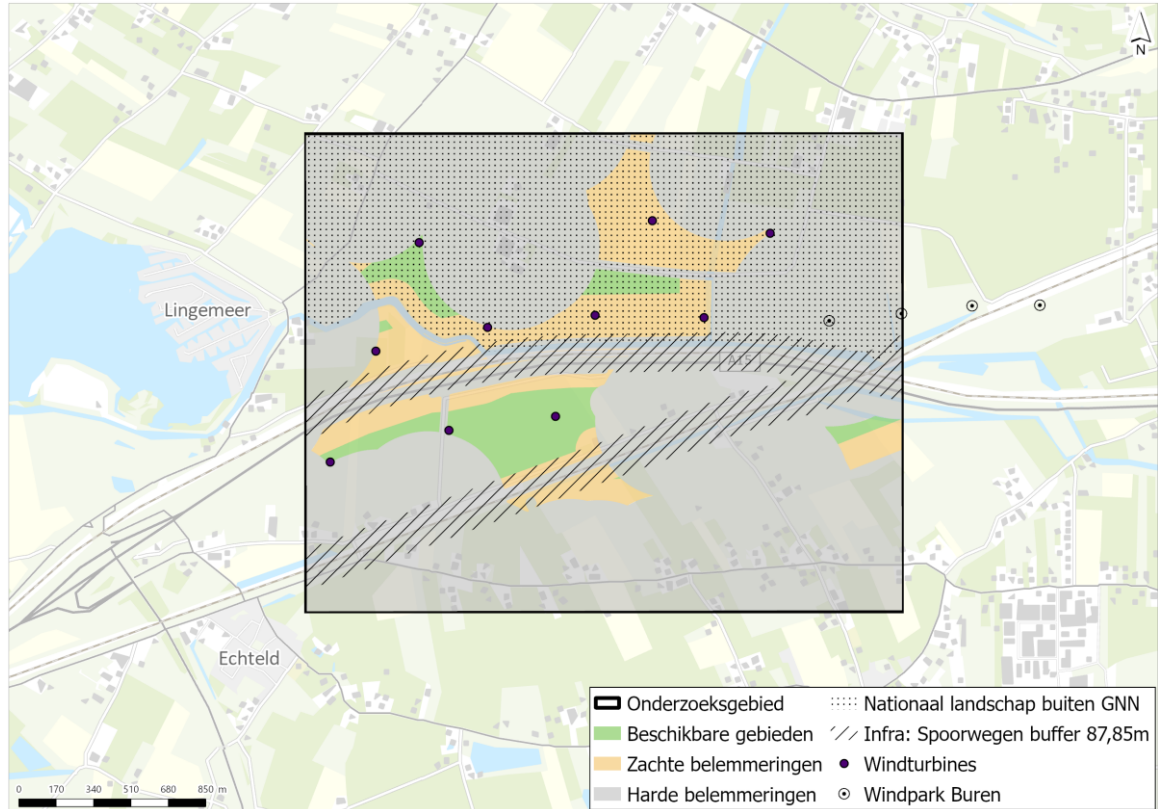 N
Lingemeer
A15
Echteld
Onderzoeksgebied
Beschikbare gebieden
Zachte belemmeringen
Harde belemmeringen
Nationaal landschap buiten GNN
Infra: Spoorwegen buffer 87,85m
Windturbines
Windpark Buren
0 170 340 510 680 850 m